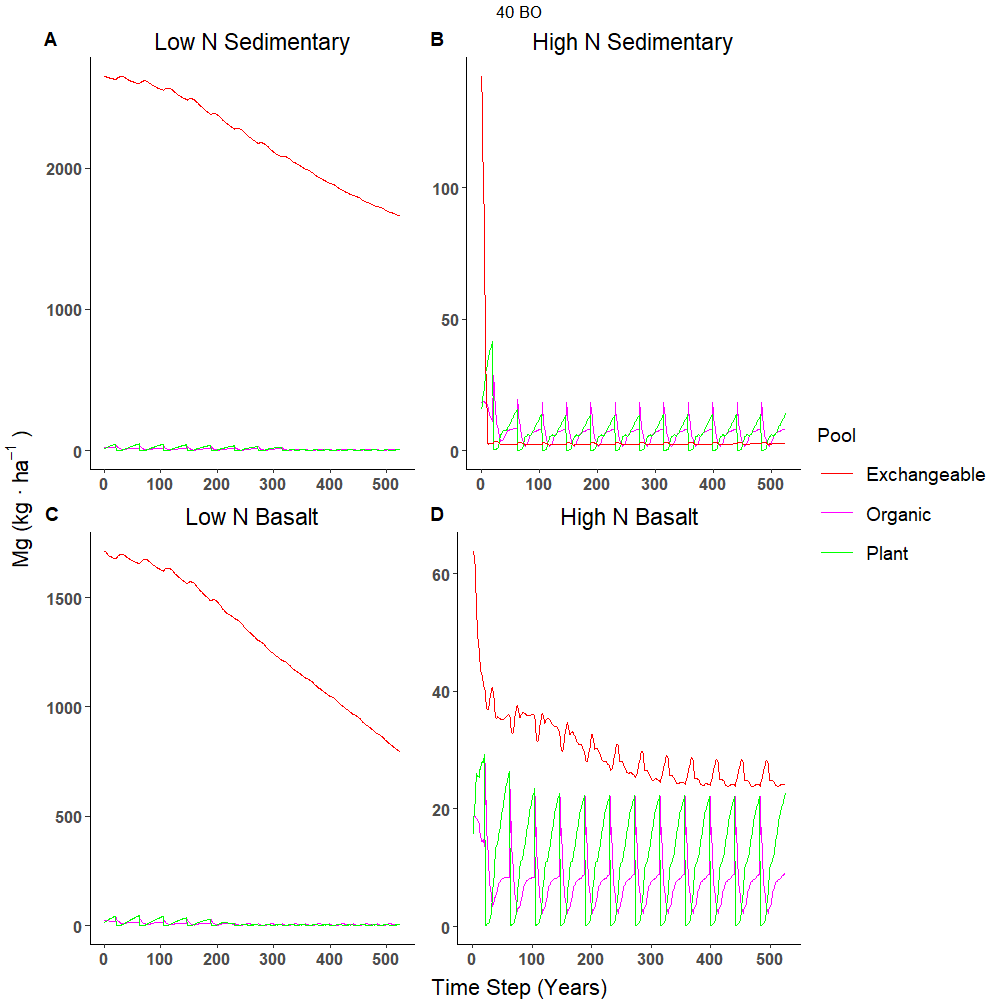 40 BO
A Low N Sedimentary
B High N Sedimentary
2000
1000
0
0 100 200 300 400 500
100
50
0
0 100 200 300 400 500
C Low N Basalt
D High N Basalt
1500
1000
500
0
0 100 200 300 400 500
60
40
20
0
0 100 200 300 400 500
Mg (kg · ha⁻¹ )
Time Step (Years)
Pool
Exchangeable
Organic
Plant